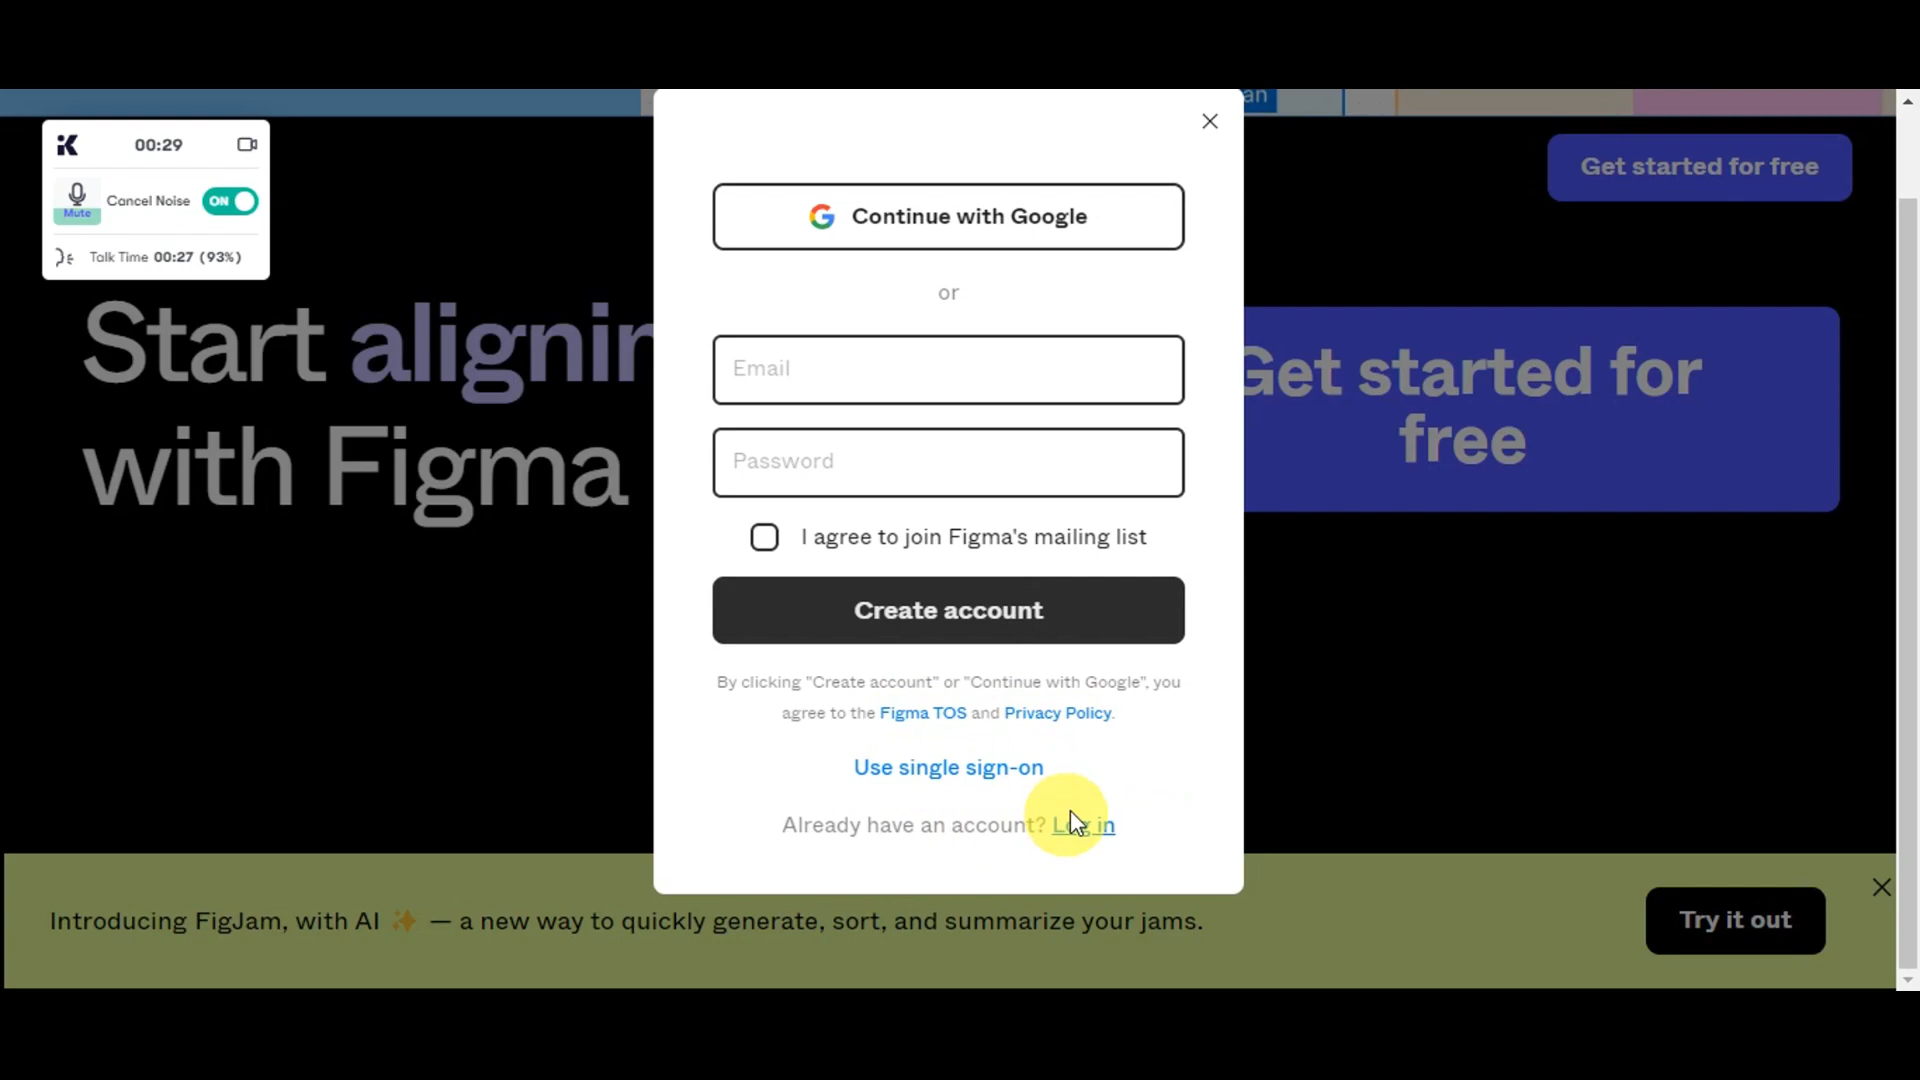 an
00:29
Mute
Cancel Noise
ON
Talk Time 00:27 (93%)
Get started for free
Continue with Google
or
Start alignin
with Figma
Email
Get started for
free
Password
I agree to join Figma's mailing list
Create account
By clicking "Create account" or "Continue with Google", you
agree to the Figma TOS and Privacy Policy.
Use single sign-on
Already have an account? Log in
Introducing FigJam, with AI ✨ — a new way to quickly generate, sort, and summarize your jams.
Try it out